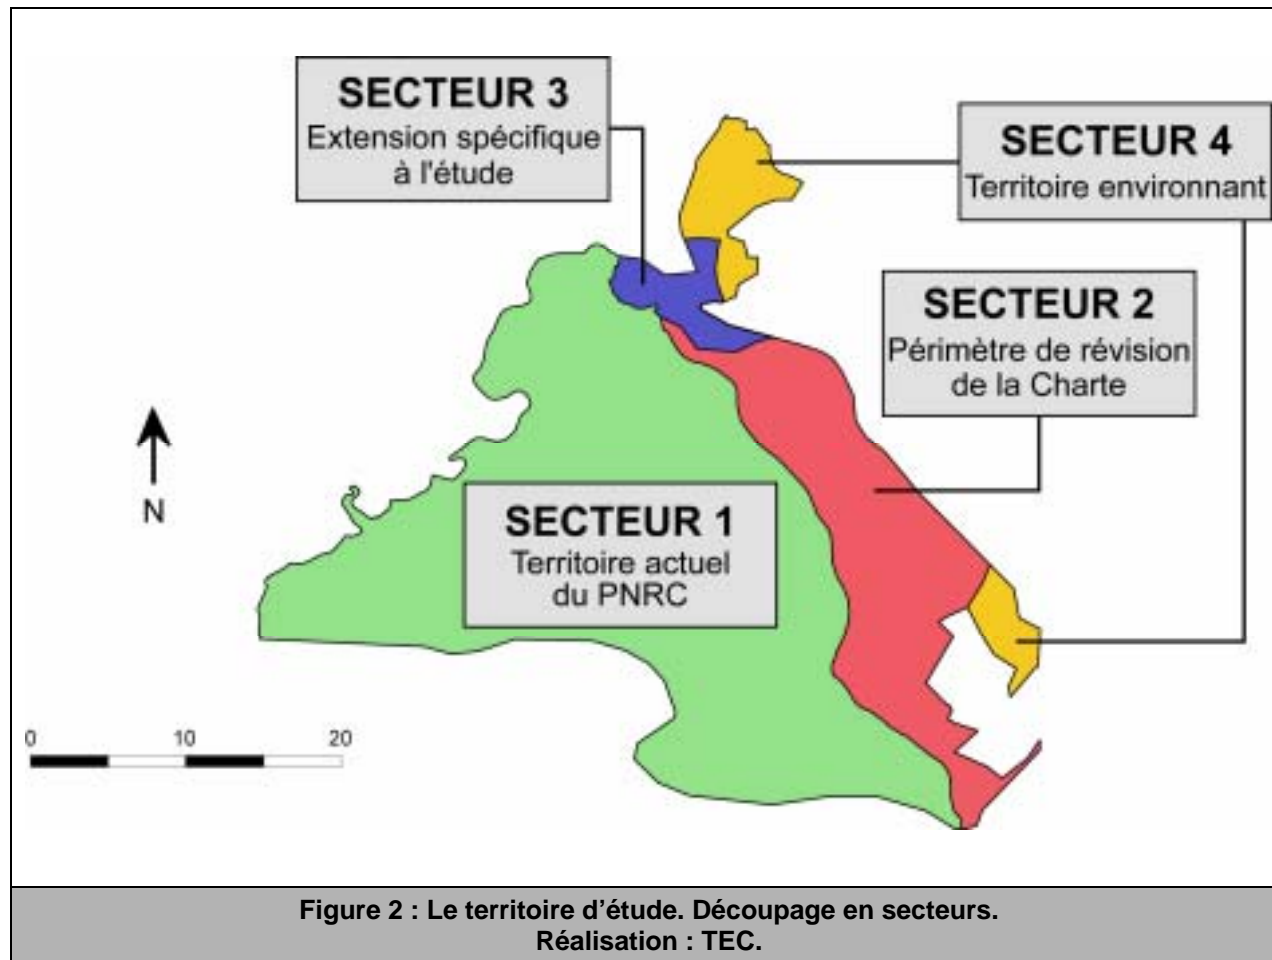 SECTEUR 3
Extension spécifique
à l'étude
SECTEUR 4
Territoire environnant
SECTEUR 2
Périmètre de révision
de la Charte
N
SECTEUR 1
Territoire actuel
du PNRC
0 10 20
Figure 2 : Le territoire d’étude. Découpage en secteurs.
Réalisation : TEC.